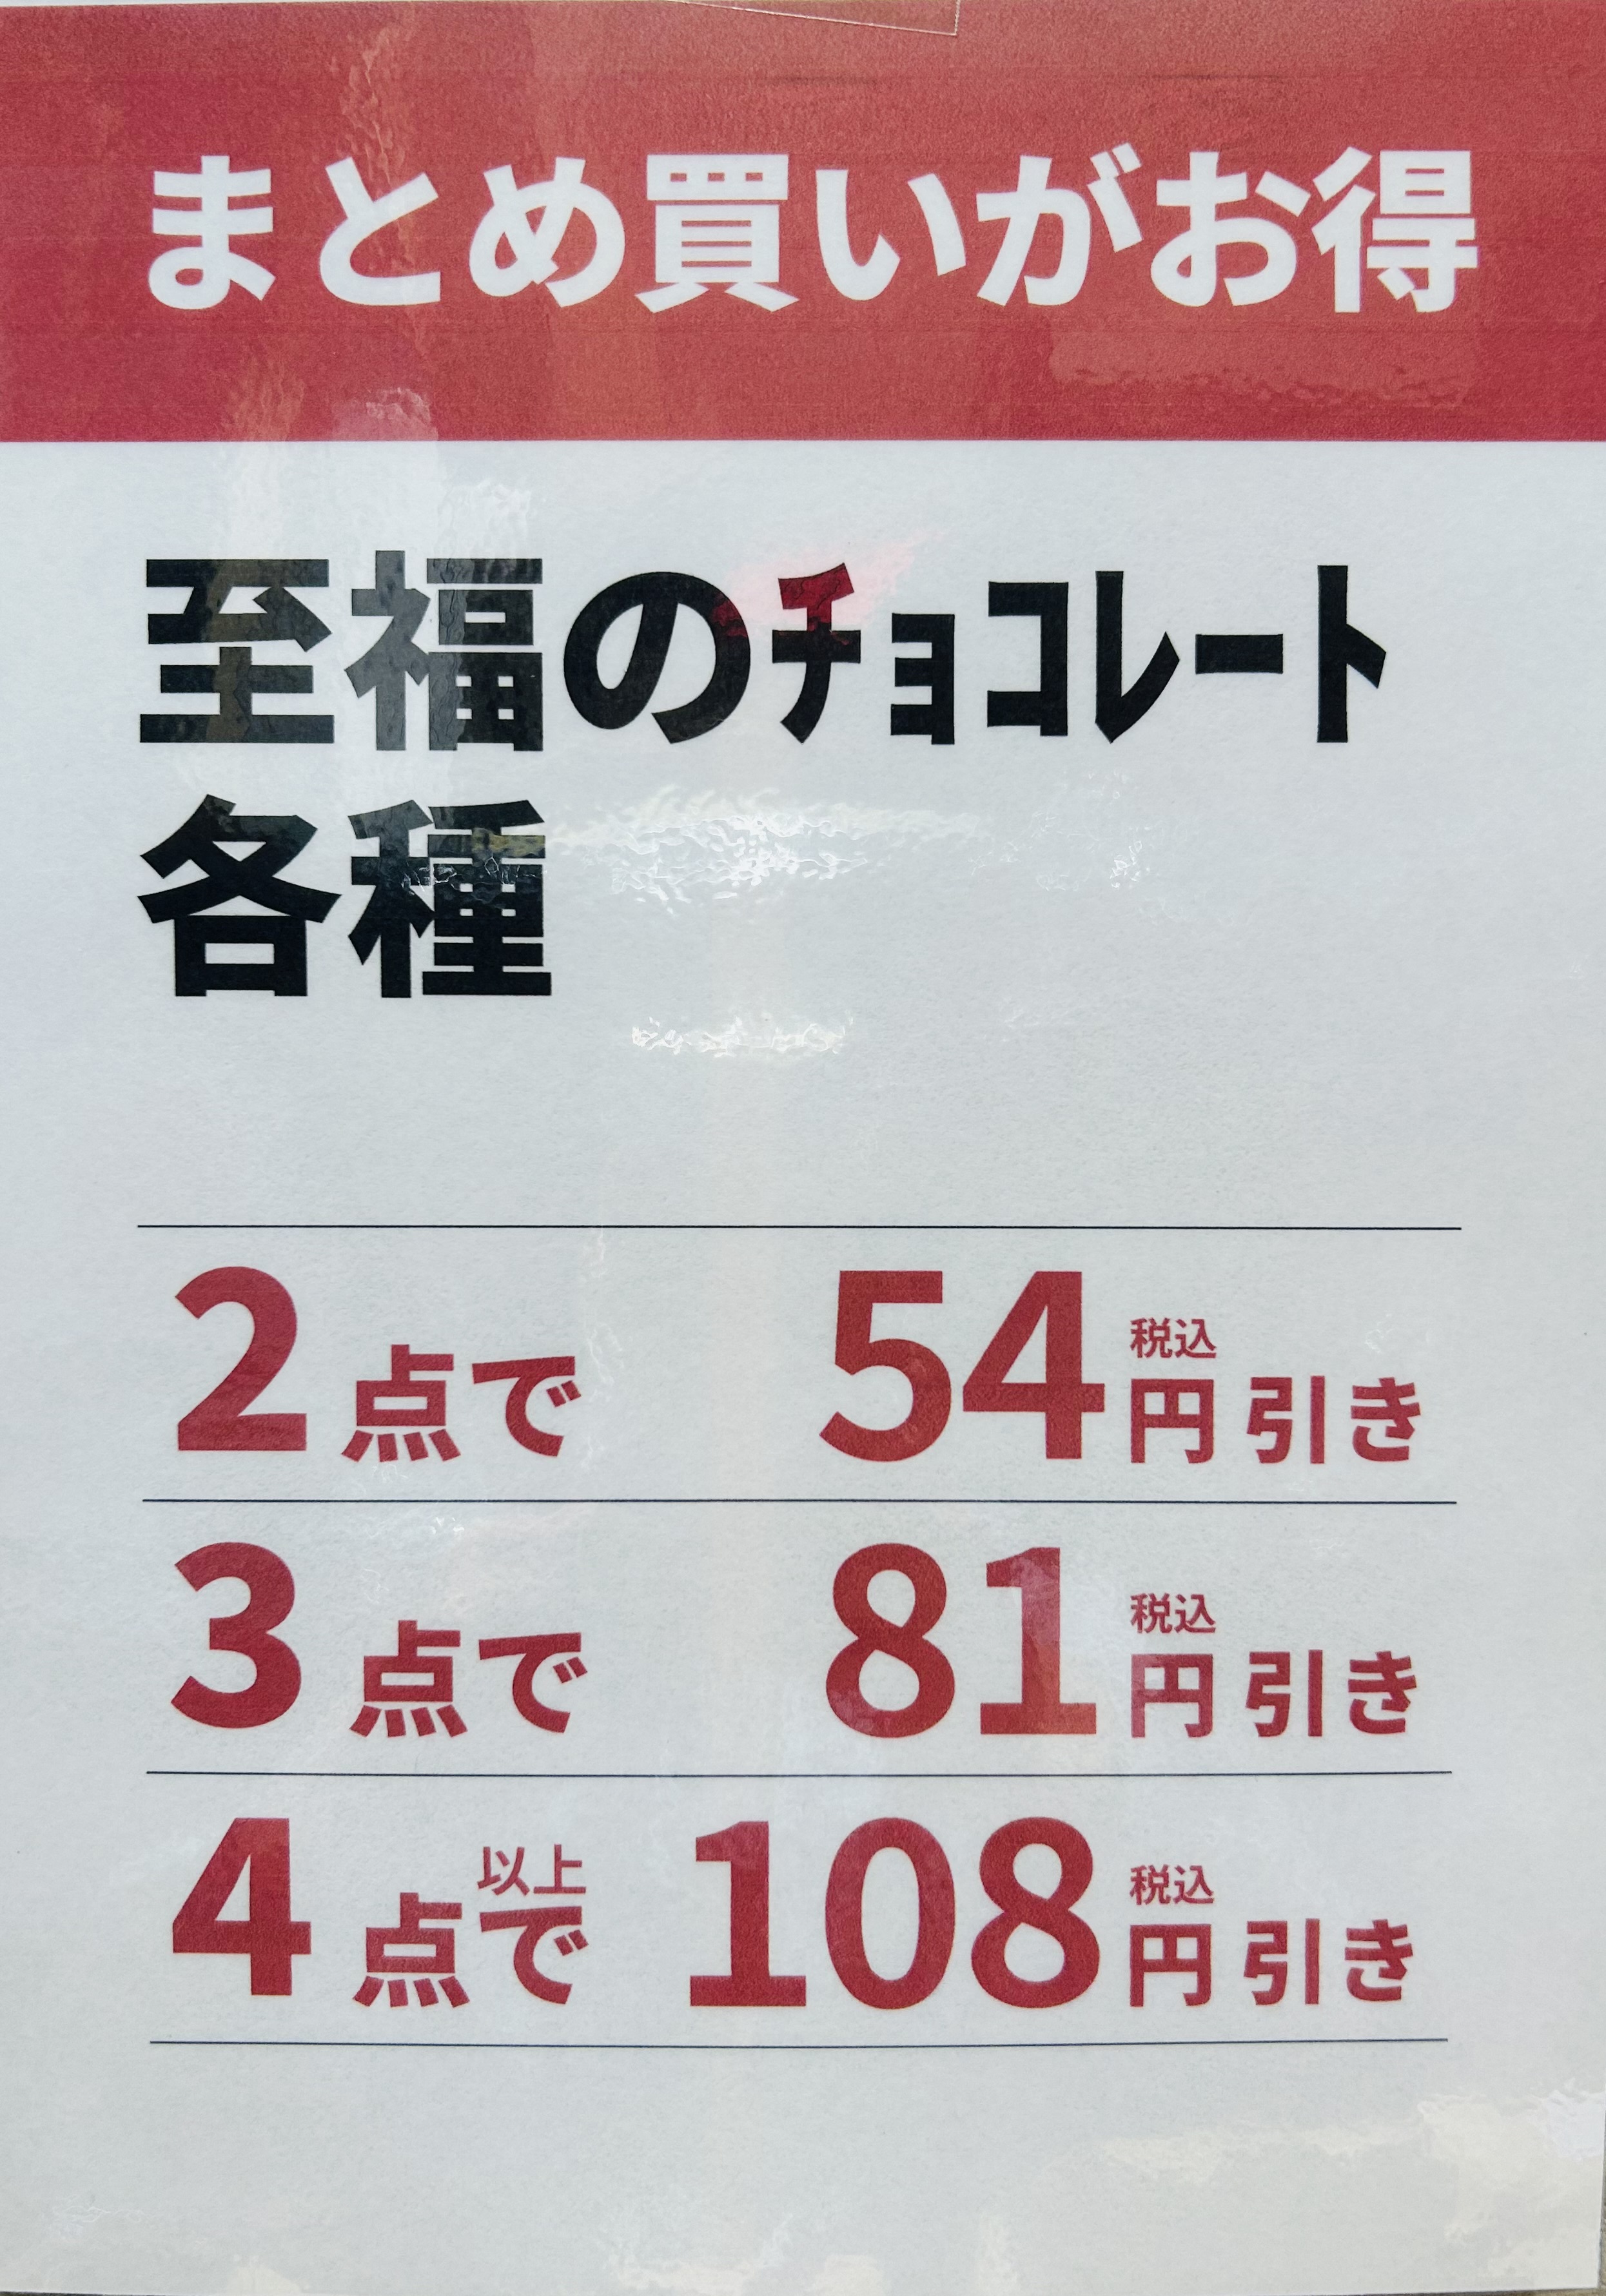 まとめ買いがお得
至福のﾁｮｺﾚｰﾄ
各種
2点で 54円税込引き
3点で 81円税込引き
4点以上で 108円税込引き